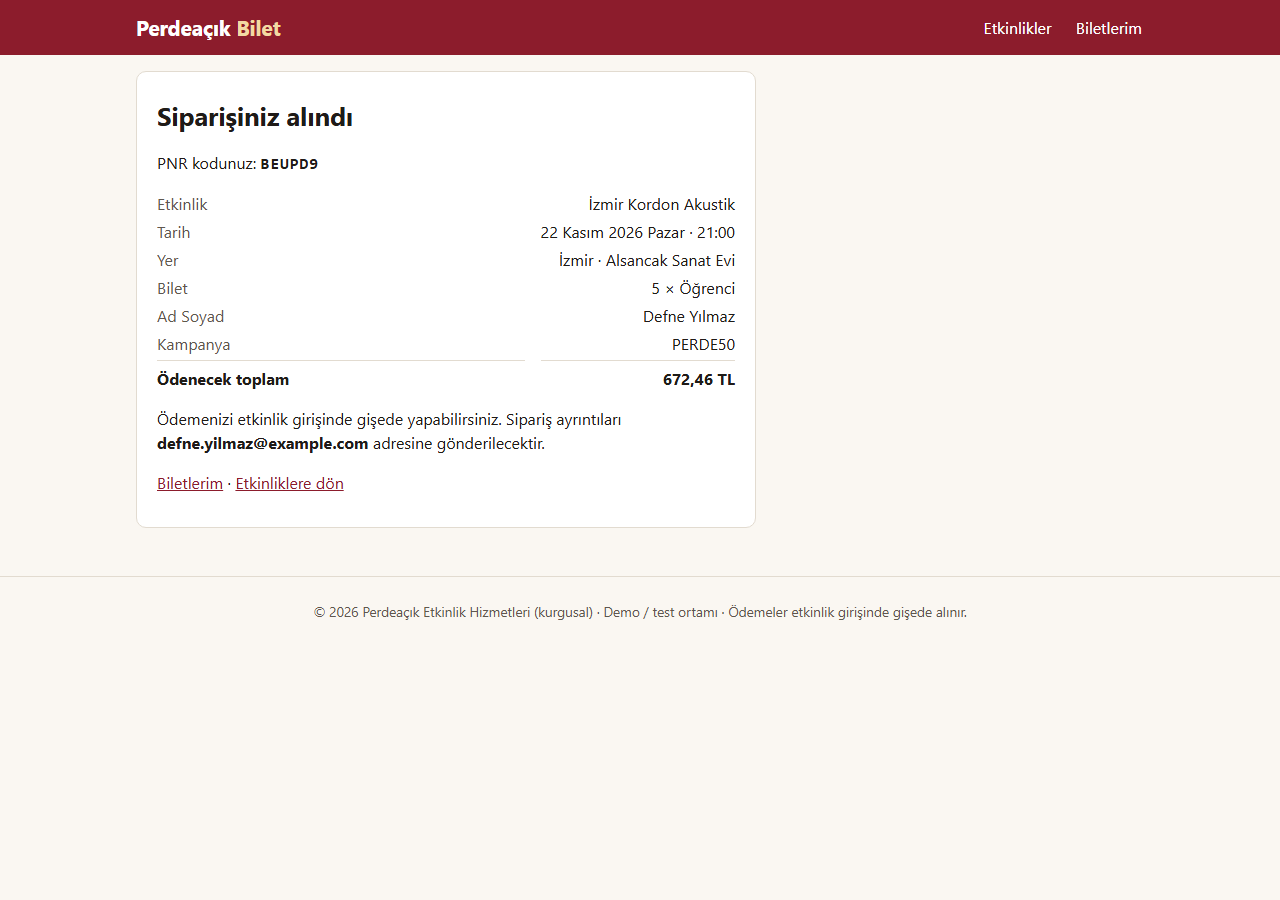 Perdeaçık Bilet
Etkinlikler
Biletlerim
Siparişiniz alındı
PNR kodunuz: BEUPD9
Etkinlik İzmir Kordon Akustik
Tarih 22 Kasım 2026 Pazar · 21:00
Yer İzmir · Alsancak Sanat Evi
Bilet 5 × Öğrenci
Ad Soyad Defne Yılmaz
Kampanya PERDE50
Ödenecek toplam 672,46 TL
Ödemenizi etkinlik girişinde gişede yapabilirsiniz. Sipariş ayrıntıları
defne.yilmaz@example.com adresine gönderilecektir.
Biletlerim · Etkinliklere dön
© 2026 Perdeaçık Etkinlik Hizmetleri (kurgusal) · Demo / test ortamı · Ödemeler etkinlik girişinde gişede alınır.